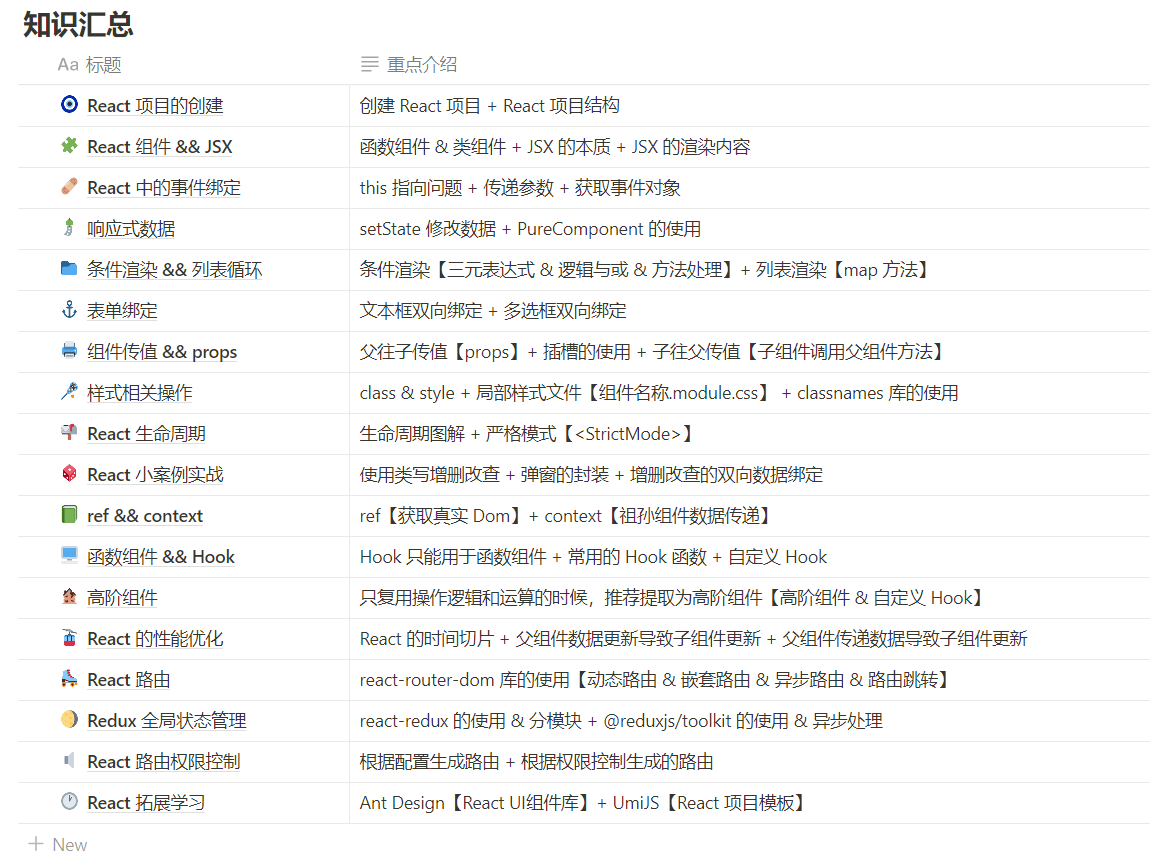 知识汇总
Aa 标题 重点介绍
React 项目的创建 创建 React 项目 + React 项目结构
React 组件 && JSX 函数组件 & 类组件 + JSX 的本质 + JSX 的渲染内容
React 中的事件绑定 this 指向问题 + 传递参数 + 获取事件对象
响应式数据 setState 修改数据 + PureComponent 的使用
条件渲染 && 列表循环 条件渲染【三元表达式 & 逻辑与或 & 方法处理】+ 列表渲染【map 方法】
表单绑定 文本框双向绑定 + 多选框双向绑定
组件传值 && props 父往子传值【props】+ 插槽的使用 + 子往父传值【子组件调用父组件方法】
样式相关操作 class & style + 局部样式文件【组件名称.module.css】 + classnames 库的使用
React 生命周期 生命周期图解 + 严格模式【<StrictMode>】
React 小案例实战 使用类写增删改查 + 弹窗的封装 + 增删改查的双向数据绑定
ref && context ref【获取真实 Dom】+ context【祖孙组件数据传递】
函数组件 && Hook Hook 只能用于函数组件 + 常用的 Hook 函数 + 自定义 Hook
高阶组件 只复用操作逻辑和运算的时候，推荐提取为高阶组件【高阶组件 & 自定义 Hook】
React 的性能优化 React 的时间切片 + 父组件数据更新导致子组件更新 + 父组件传递数据导致子组件更新
React 路由 react-router-dom 库的使用【动态路由 & 嵌套路由 & 异步路由 & 路由跳转】
Redux 全局状态管理 react-redux 的使用 & 分模块 + @reduxjs/toolkit 的使用 & 异步处理
React 路由权限控制 根据配置生成路由 + 根据权限控制生成的路由
React 拓展学习 Ant Design【React UI组件库】+ UmiJS【React 项目模板】
+ New